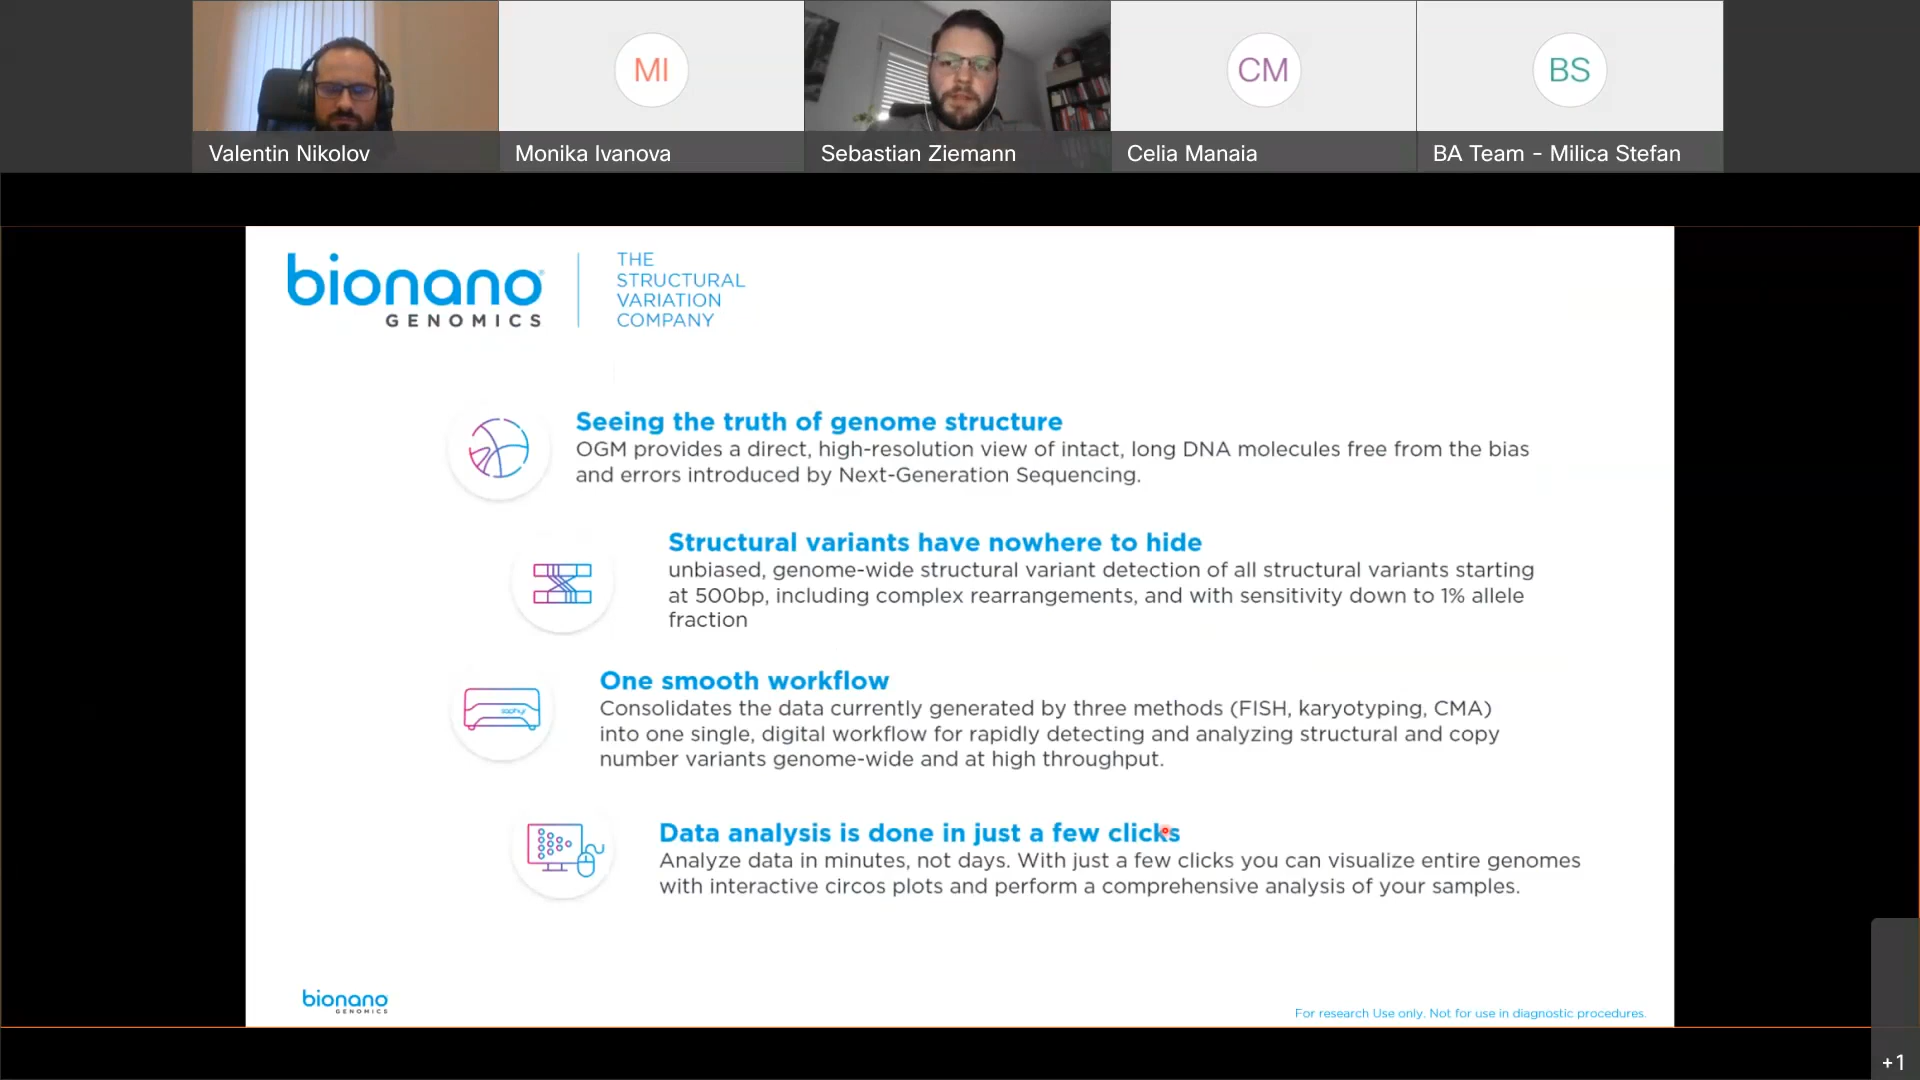 MI
CM
BS
Valentin Nikolov
Monika Ivanova
Sebastian Ziemann
Celia Manaia
BA Team - Milica Stefan
bionano
GENOMICS
THE
STRUCTURAL
VARIATION
COMPANY
Seeing the truth of genome structure
OGM provides a direct, high-resolution view of intact, long DNA molecules free from the bias
and errors introduced by Next-Generation Sequencing.
Structural variants have nowhere to hide
unbiased, genome-wide structural variant detection of all structural variants starting
at 500bp, including complex rearrangements, and with sensitivity down to 1% allele
fraction
One smooth workflow
saphyr
Consolidates the data currently generated by three methods (FISH, karyotyping, CMA)
into one single, digital workflow for rapidly detecting and analyzing structural and copy
number variants genome-wide and at high throughput.
Data analysis is done in just a few clicks
Analyze data in minutes, not days. With just a few clicks you can visualize entire genomes
with interactive circos plots and perform a comprehensive analysis of your samples.
bionano
GENOMICS
For research Use only. Not for use in diagnostic procedures.
+1